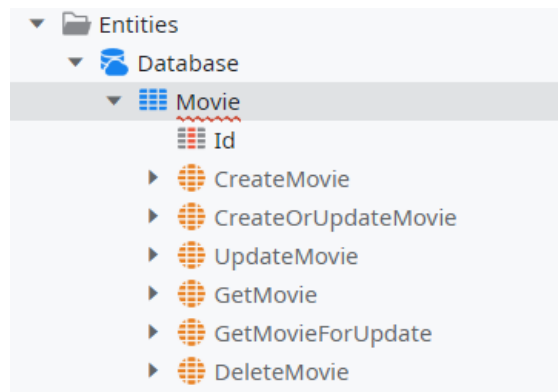 Entities
Database
Movie
Id
CreateMovie
CreateOrUpdateMovie
UpdateMovie
GetMovie
GetMovieForUpdate
DeleteMovie